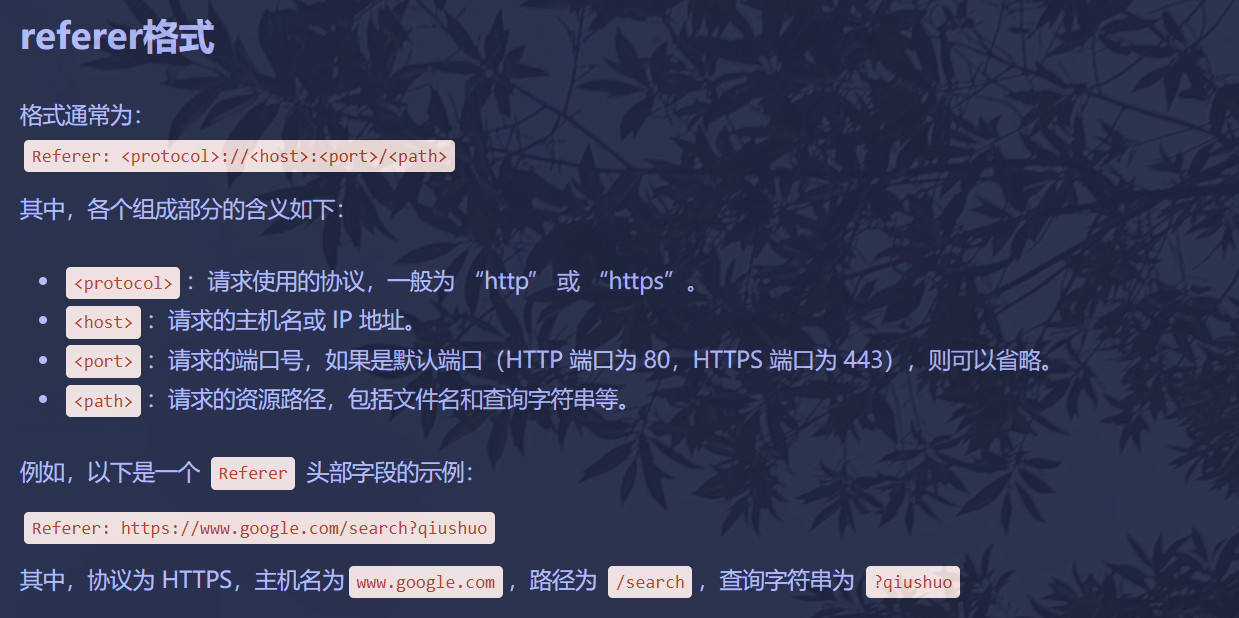 referer格式
格式通常为：
Referer: <protocol>://<host>:<port>/<path>
其中，各个组成部分的含义如下：
<protocol> ：请求使用的协议，一般为 “http” 或 “https” 。
<host> ：请求的主机名或 IP 地址。
<port> ：请求的端口号，如果是默认端口（HTTP 端口为 80，HTTPS 端口为 443），则可以省略。
<path> ：请求的资源路径，包括文件名和查询字符串等。
例如，以下是一个 Referer 头部字段的示例：
Referer: https://www.google.com/search?qiushuo
其中，协议为 HTTPS，主机名为 www.google.com ，路径为 /search ，查询字符串为 ?qiushuo